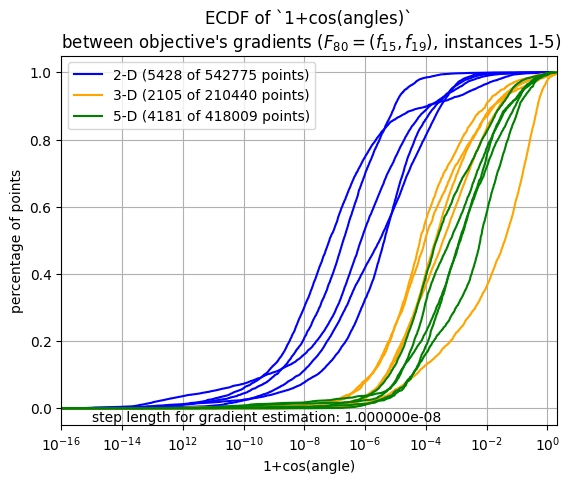 ECDF of `1+cos(angles)`
between objective's gradients ($F_{80} = (f_{15}, f_{19})$, instances 1-5)
2-D (5428 of 542775 points)
3-D (2105 of 210440 points)
5-D (4181 of 418009 points)
percentage of points
1.0
0.8
0.6
0.4
0.2
0.0
step length for gradient estimation: 1.000000e-08
10⁻¹⁶ 10⁻¹⁴ 10⁻¹² 10⁻¹⁰ 10⁻⁸ 10⁻⁶ 10⁻⁴ 10⁻² 10⁰
1+cos(angle)